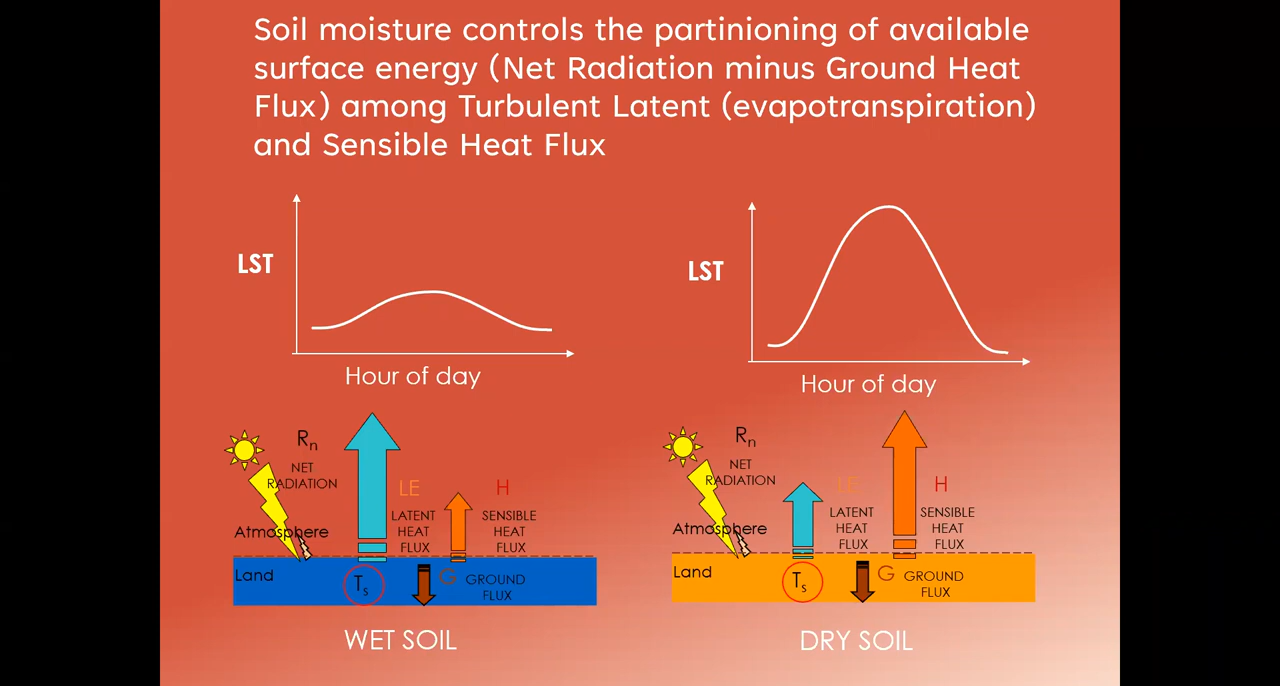 Soil moisture controls the partinioning of available
surface energy (Net Radiation minus Ground Heat
Flux) among Turbulent Latent (evapotranspiration)
and Sensible Heat Flux
LST
Hour of day
LST
Hour of day
Rn
NET
RADIATION
LE
LATENT
HEAT
FLUX
H
SENSIBLE
HEAT
FLUX
Atmosphere
Land
Ts
G
GROUND
FLUX
WET SOIL
Rn
NET
RADIATION
LE
LATENT
HEAT
FLUX
H
SENSIBLE
HEAT
FLUX
Atmosphere
Land
Ts
G
GROUND
FLUX
DRY SOIL